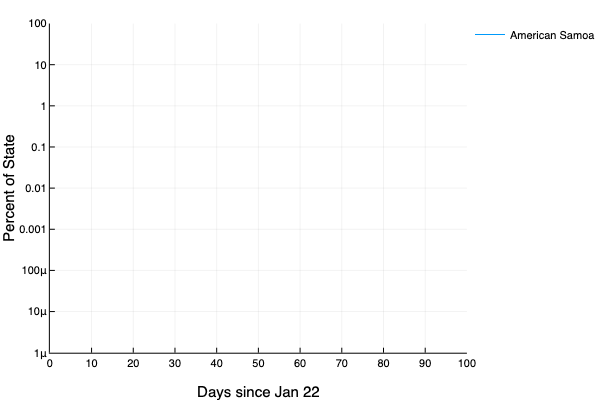 100
American Samoa
10
1
0.1
Percent of State
0.01
0.001
100μ
10μ
1μ
0 10 20 30 40 50 60 70 80 90 100
Days since Jan 22